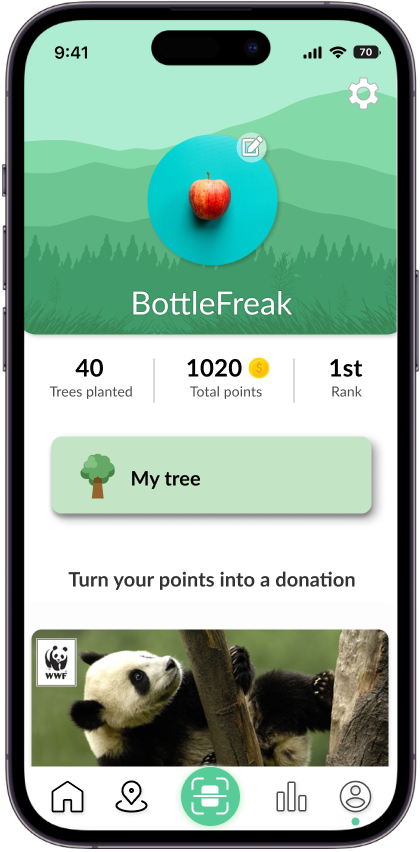 9:41
70
BottleFreak
40
Trees planted
1020
Total points
1st
Rank
My tree
Turn your points into a donation
WWF